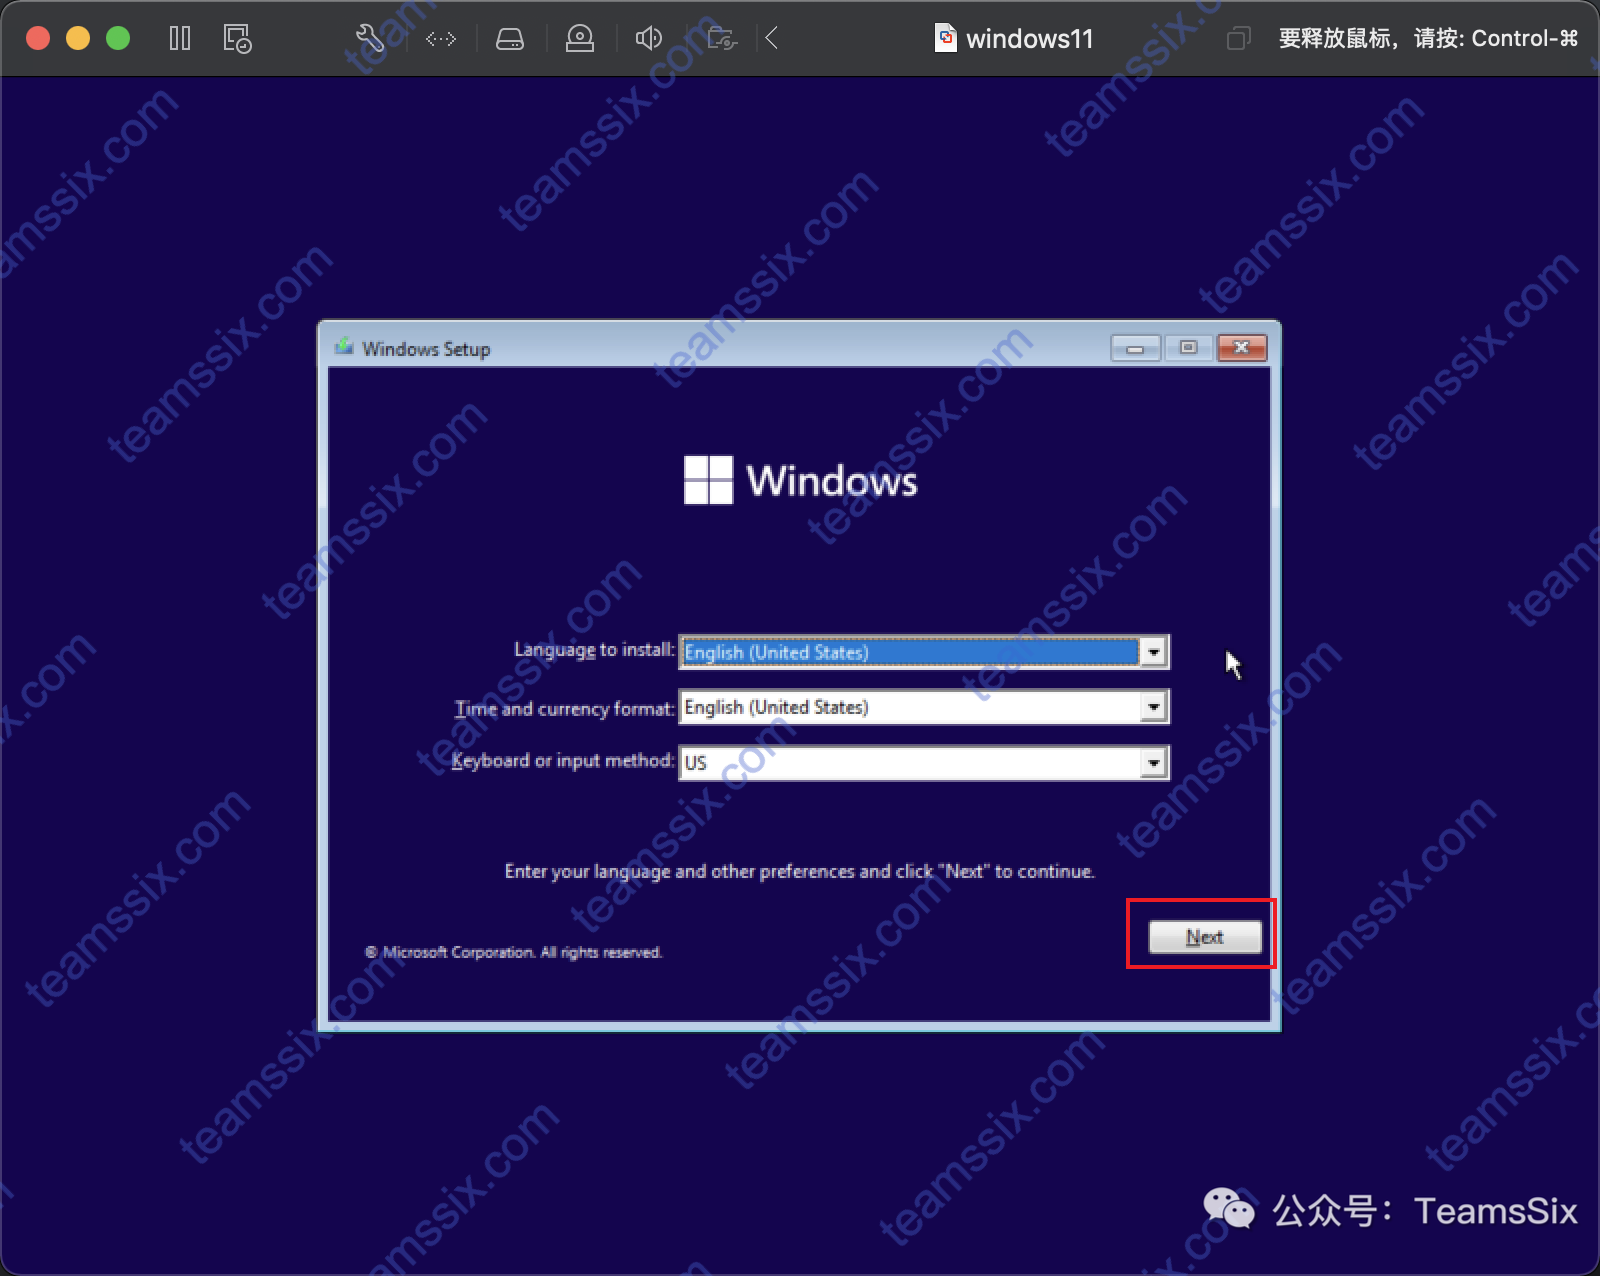 windows11
要释放鼠标，请按: Control-⌘
Windows Setup
Windows
Language to install: English (United States)
Time and currency format: English (United States)
Keyboard or input method: US
Enter your language and other preferences and click "Next" to continue.
Next
© Microsoft Corporation. All rights reserved.
公众号：TeamsSix
teamssix.com